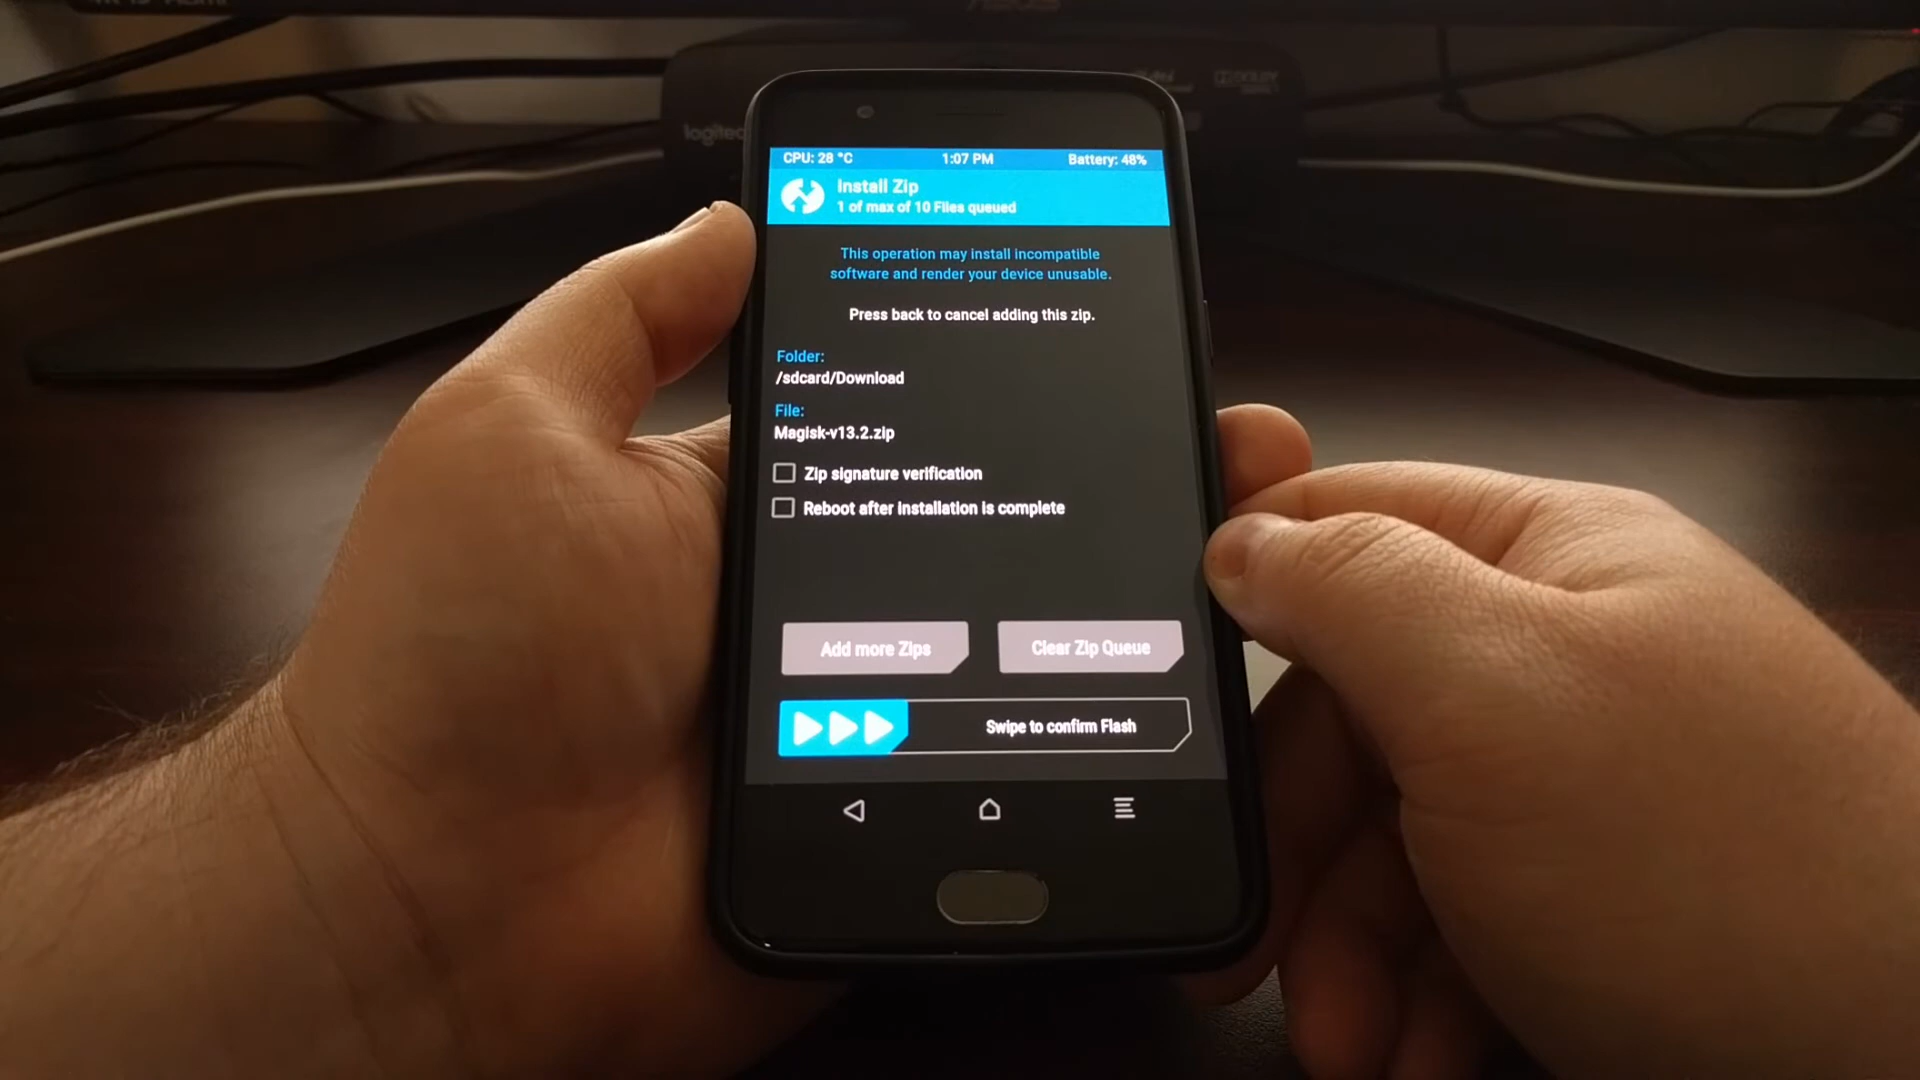 logitec
CPU: 28 °C
1:07 PM
Battery: 48%
Install Zip
1 of max of 10 Files queued
This operation may install incompatible
software and render your device unusable.
Press back to cancel adding this zip.
Folder:
/sdcard/Download
File:
Magisk-v13.2.zip
Zip signature verification
Reboot after installation is complete
Add more Zips
Clear Zip Queue
Swipe to confirm Flash